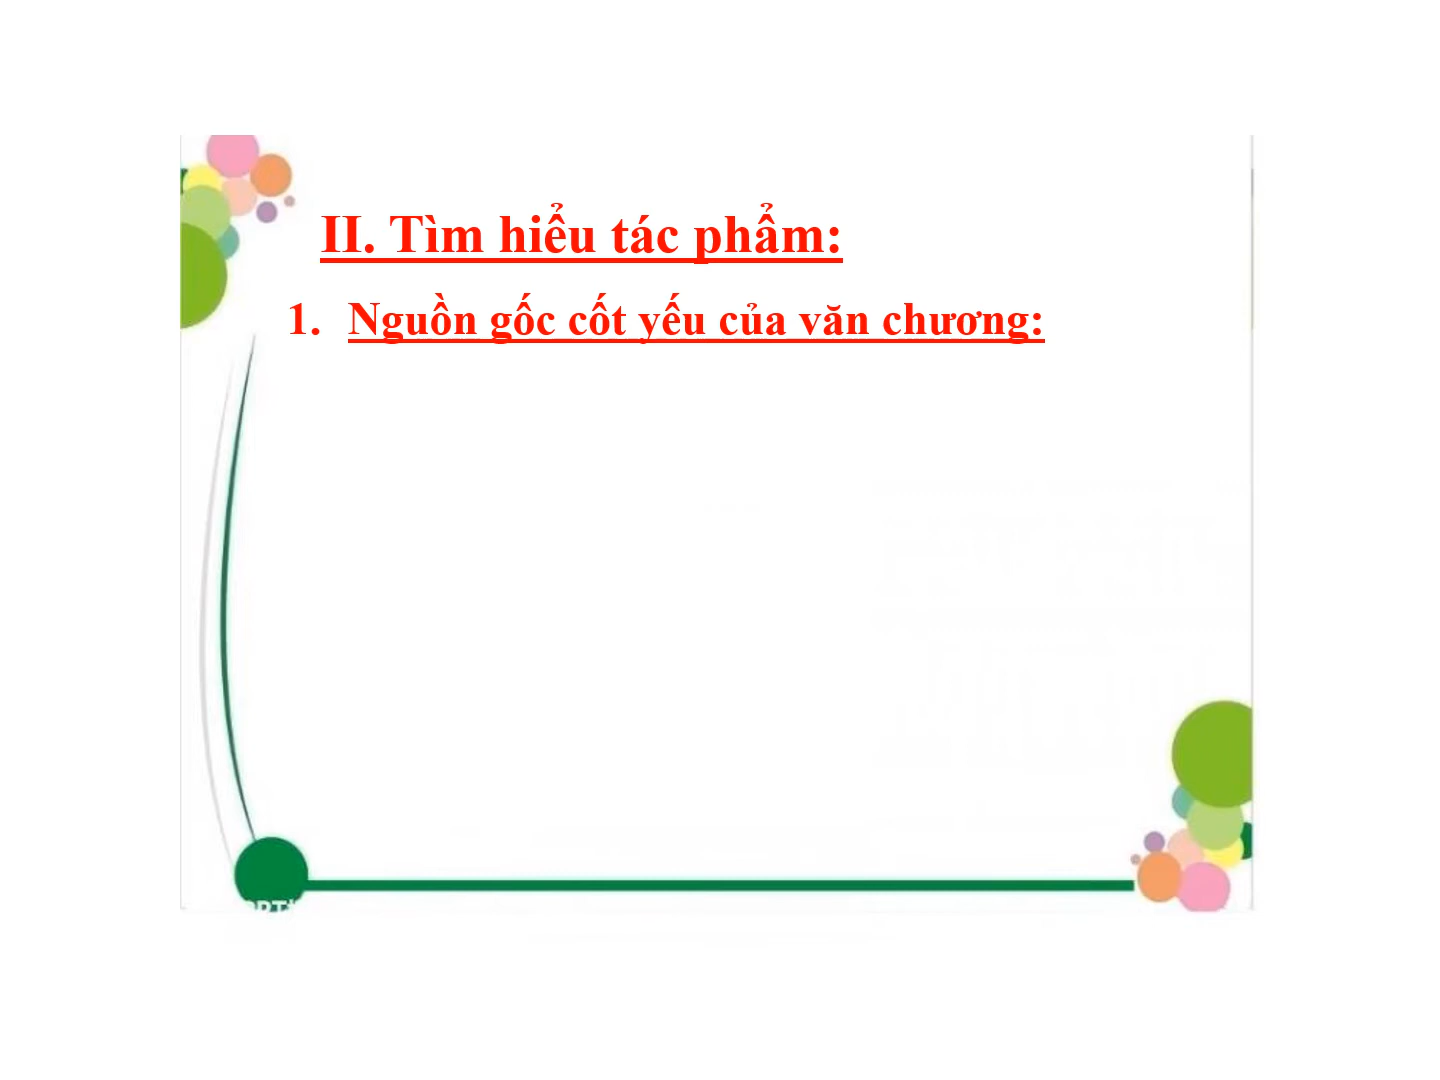 II. Tìm hiểu tác phẩm:
1. Nguồn gốc cốt yếu của văn chương: